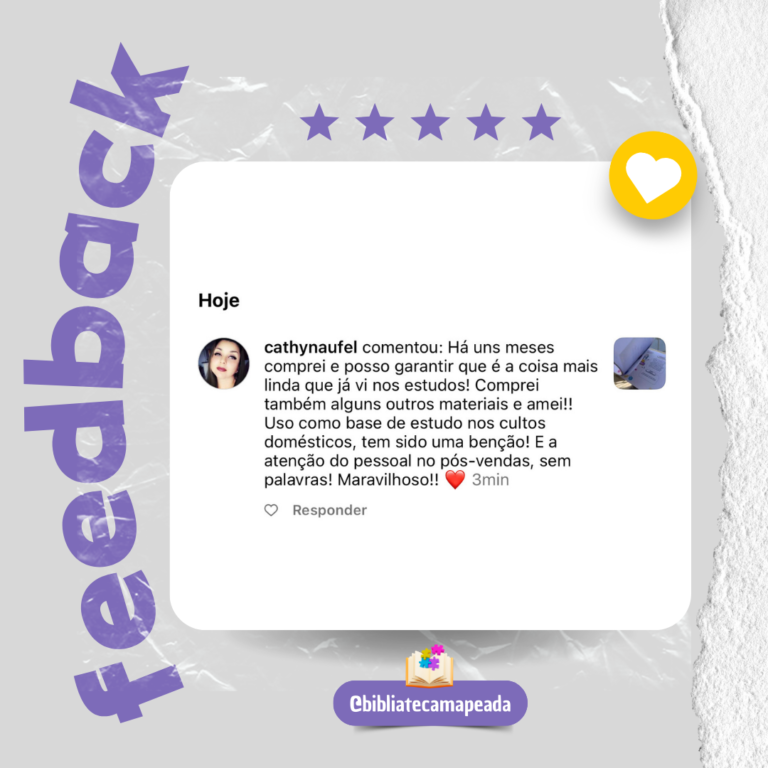 feedback
Hoje
cathynaufel comentou: Há uns meses
comprei e posso garantir que é a coisa mais
linda que já vi nos estudos! Comprei
também alguns outros materiais e amei!!
Uso como base de estudo nos cultos
domésticos, tem sido uma benção! E a
atenção do pessoal no pós-vendas, sem
palavras! Maravilhoso!! ❤️ 3min
Responder
@bibliatecamapeada